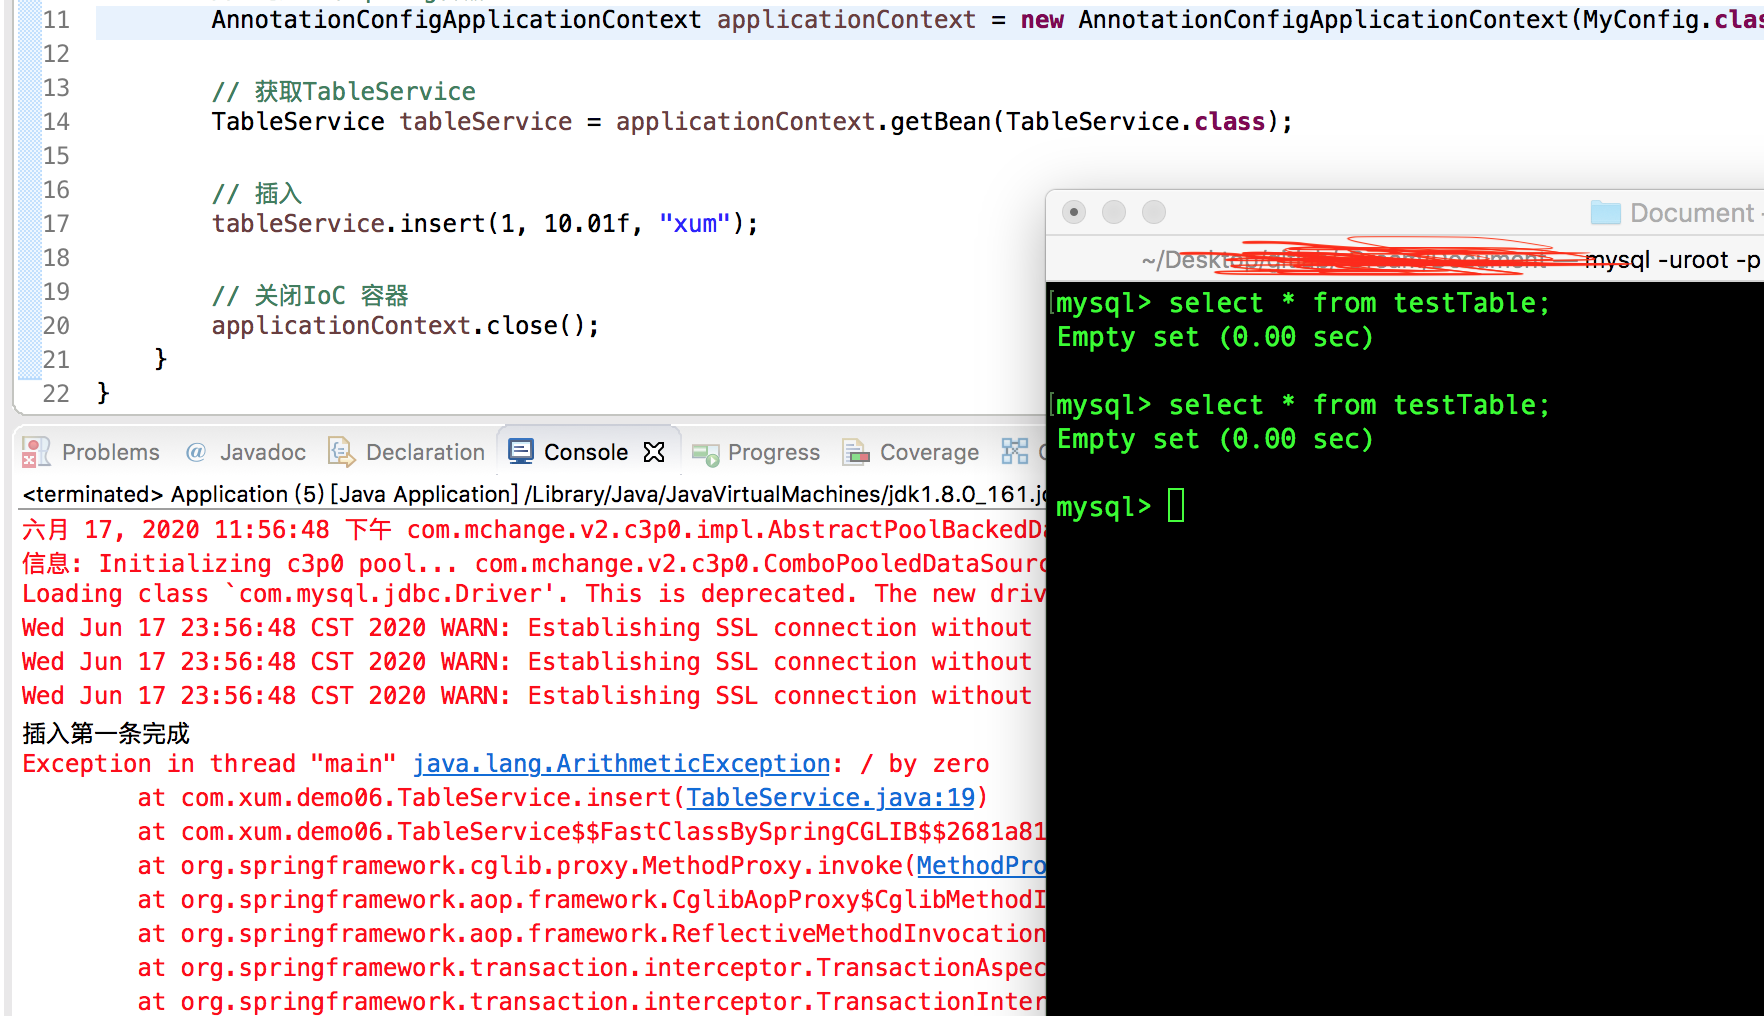 11 AnnotationConfigApplicationContext applicationContext = new AnnotationConfigApplicationContext(MyConfig.clas
12
13 // 获取TableService
14 TableService tableService = applicationContext.getBean(TableService.class);
15
16 // 插入
17 tableService.insert(1, 10.01f, "xum");
18
19 // 关闭IoC 容器
20 applicationContext.close();
21 }
22 }
Problems @ Javadoc Declaration Console Progress Coverage
<terminated> Application (5) [Java Application] /Library/Java/JavaVirtualMachines/jdk1.8.0_161.jd
六月 17, 2020 11:56:48 下午 com.mchange.v2.c3p0.impl.AbstractPoolBackedDa
信息: Initializing c3p0 pool... com.mchange.v2.c3p0.ComboPooledDataSourc
Loading class `com.mysql.jdbc.Driver'. This is deprecated. The new driv
Wed Jun 17 23:56:48 CST 2020 WARN: Establishing SSL connection without
Wed Jun 17 23:56:48 CST 2020 WARN: Establishing SSL connection without
Wed Jun 17 23:56:48 CST 2020 WARN: Establishing SSL connection without
插入第一条完成
Exception in thread "main" java.lang.ArithmeticException: / by zero
at com.xum.demo06.TableService.insert(TableService.java:19)
at com.xum.demo06.TableService$$FastClassBySpringCGLIB$$2681a81
at org.springframework.cglib.proxy.MethodProxy.invoke(MethodPro
at org.springframework.aop.framework.CglibAopProxy$CglibMethodI
at org.springframework.aop.framework.ReflectiveMethodInvocation
at org.springframework.transaction.interceptor.TransactionAspec
at org.springframework.transaction.interceptor.TransactionInter
Document
~/Desktop/ mysql -uroot -p
mysql> select * from testTable;
Empty set (0.00 sec)
mysql> select * from testTable;
Empty set (0.00 sec)
mysql>